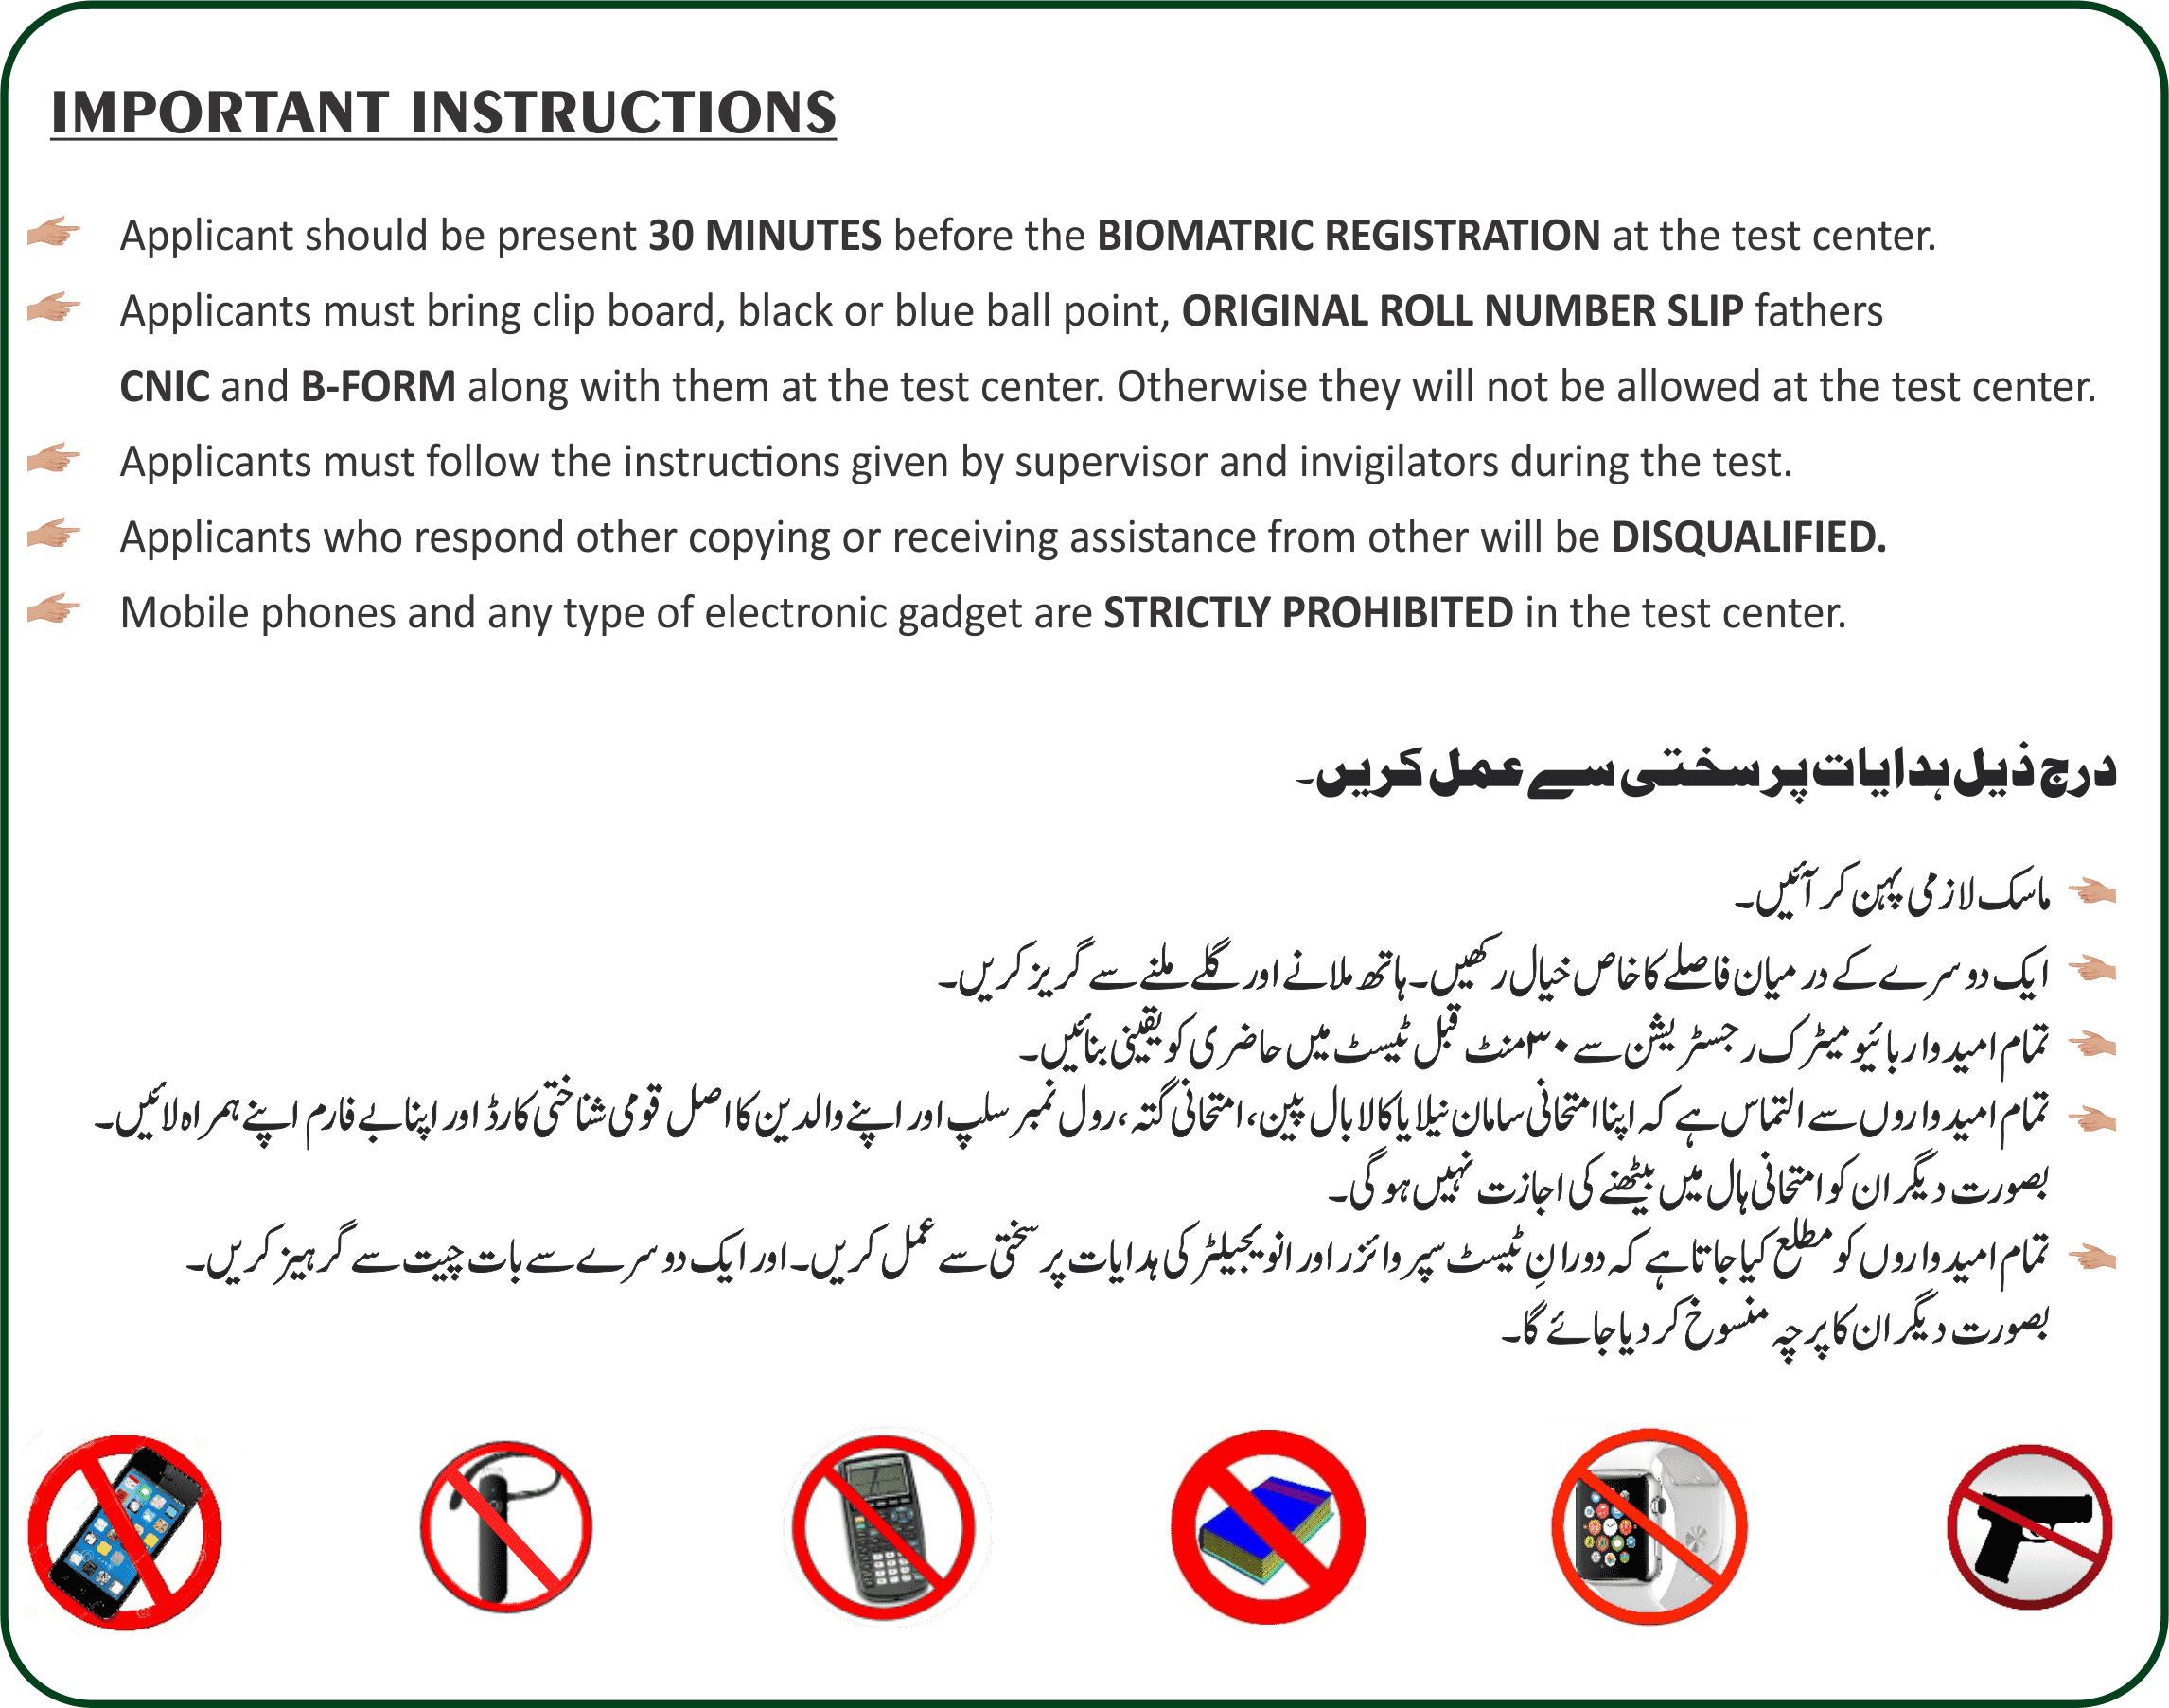 IMPORTANT INSTRUCTIONS
Applicant should be present 30 MINUTES before the BIOMATRIC REGISTRATION at the test center.
Applicants must bring clip board, black or blue ball point, ORIGINAL ROLL NUMBER SLIP fathers
CNIC and B-FORM along with them at the test center. Otherwise they will not be allowed at the test center.
Applicants must follow the instructions given by supervisor and invigilators during the test.
Applicants who respond other copying or receiving assistance from other will be DISQUALIFIED.
Mobile phones and any type of electronic gadget are STRICTLY PROHIBITED in the test center.
درج ذیل ہدایات پر سختی سے عمل کریں۔
ماسک لازمی پہن کر آئیں۔
ایک دوسرے کے درمیان فاصلے کا خاص خیال رکھیں۔ ہاتھ ملانے اور گلے ملنے سے گریز کریں۔
تمام امیدوار بائیو میٹرک رجسٹریشن سے ۳۰ منٹ قبل ٹیسٹ میں حاضری کو یقینی بنائیں۔
تمام امیدواروں سے التماس ہے کہ اپنا امتحانی سامان نیلا یا کالا بال پین، امتحانی گتہ، رول نمبر سلپ اور اپنے والدین کا اصل قومی شناختی کارڈ اور اپنا بے فارم اپنے ہمراہ لائیں۔
بصورت دیگر ان کو امتحانی ہال میں بیٹھنے کی اجازت نہیں ہو گی۔
تمام امیدواروں کو مطلع کیا جاتا ہے کہ دورانِ ٹیسٹ سپروائزر اور انویجیلیٹر کی ہدایات پر سختی سے عمل کریں۔ اور ایک دوسرے سے بات چیت سے گرہیز کریں۔
بصورت دیگر ان کا پرچہ منسوخ کر دیا جائے گا۔